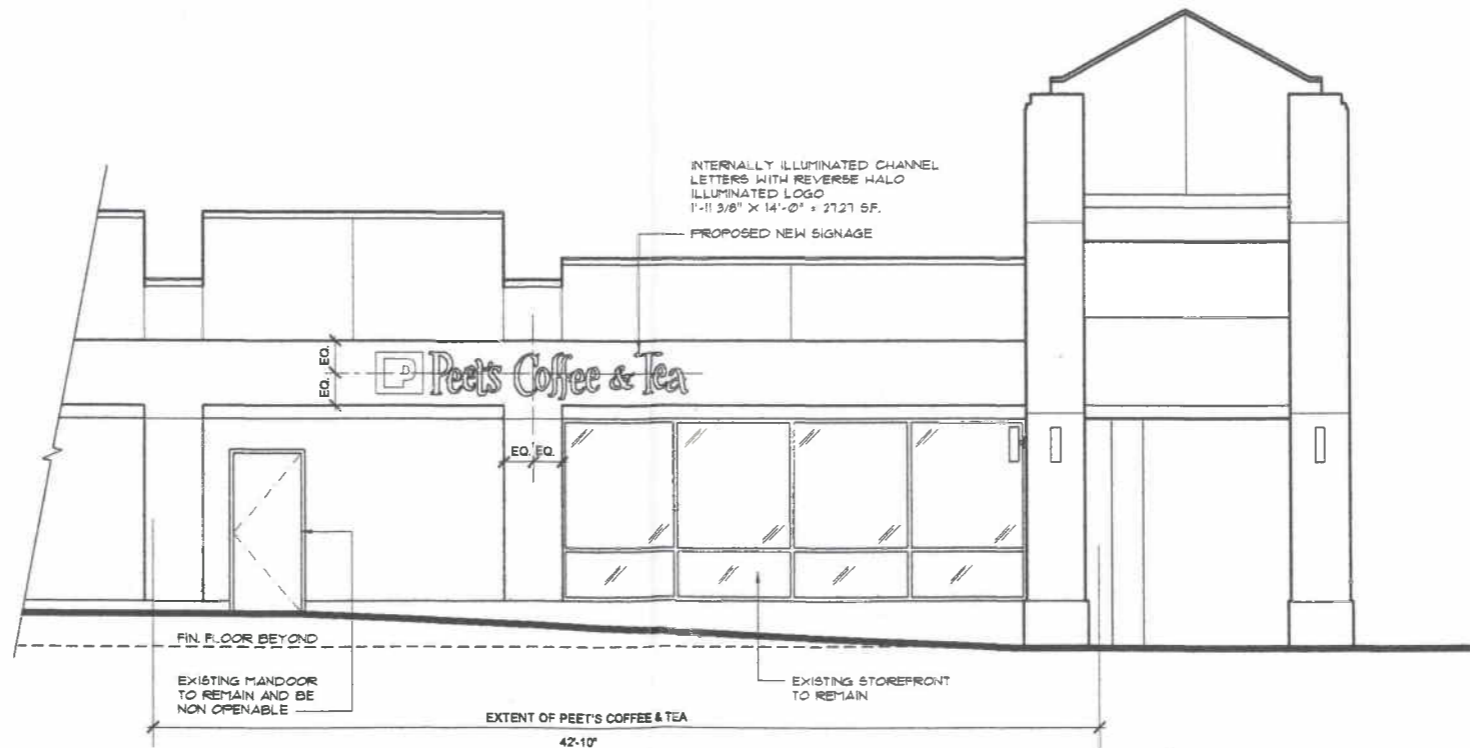 INTERNALLY ILLUMINATED CHANNEL
LETTERS WITH REVERSE HALO
ILLUMINATED LOGO
1'-11 3/8" X 14'-0" = 27.27 SF.
PROPOSED NEW SIGNAGE
EQ.
EQ.
P Peet's Coffee & Tea
EQ. EQ.
FIN. FLOOR BEYOND
EXISTING MANDOOR
TO REMAIN AND BE
NON OPENABLE
EXISTING STOREFRONT
TO REMAIN
EXTENT OF PEET'S COFFEE & TEA
42'-10"